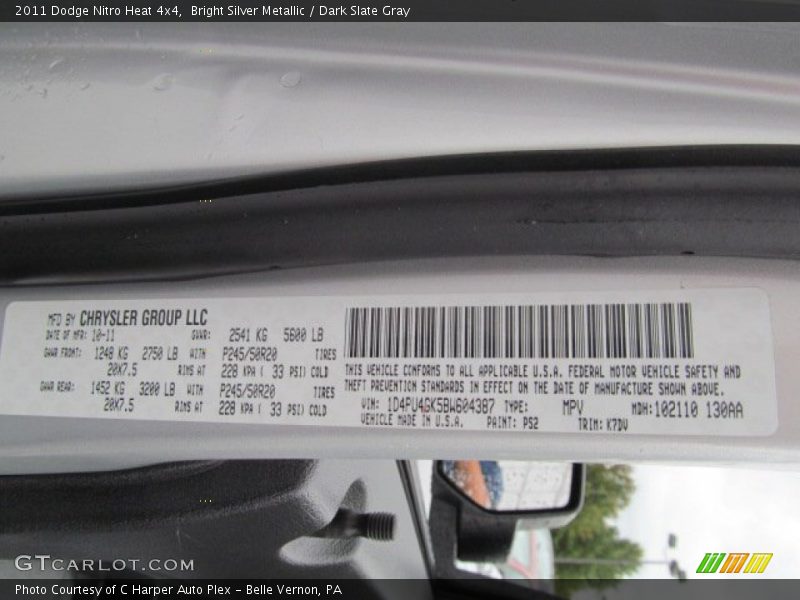 2011 Dodge Nitro Heat 4x4,  Bright Silver Metallic / Dark Slate Gray
MFD BY CHRYSLER GROUP LLC
DATE OF MFR: 10-11 GVWR: 2541 KG 5600 LB
GAWR FRONT: 1248 KG 2750 LB WITH P245/50R20 TIRES
20X7.5 RIMS AT 228 KPA ( 33 PSI) COLD
GAWR REAR: 1452 KG 3200 LB WITH P245/50R20 TIRES
20X7.5 RIMS AT 228 KPA ( 33 PSI) COLD
THIS VEHICLE CONFORMS TO ALL APPLICABLE U.S.A. FEDERAL MOTOR VEHICLE SAFETY AND
THEFT PREVENTION STANDARDS IN EFFECT ON THE DATE OF MANUFACTURE SHOWN ABOVE.
VIN: 1D4PU4GK5BW604387 TYPE: MPV MDH: 102110 130AA
VEHICLE MADE IN U.S.A. PAINT: PS2 TRIM: K7DV
GTCARLOT.COM
Photo Courtesy of C Harper Auto Plex - Belle Vernon, PA